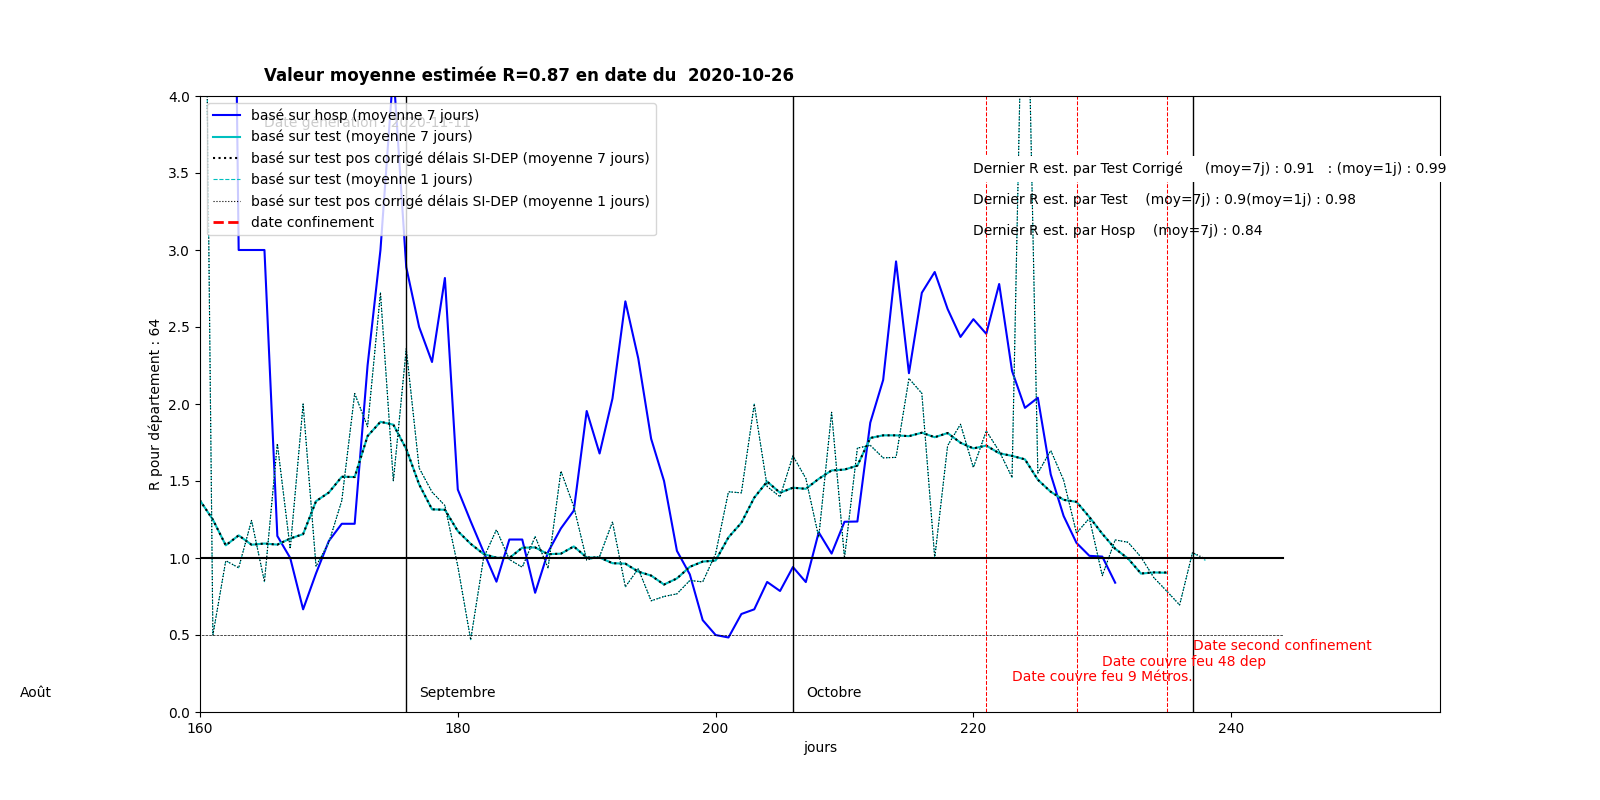 Valeur moyenne estimée R=0.87 en date du  2020-10-26
Date génération : 2020-11-11
basé sur hosp (moyenne 7 jours)
basé sur test (moyenne 7 jours)
basé sur test pos corrigé délais SI-DEP (moyenne 7 jours)
basé sur test (moyenne 1 jours)
basé sur test pos corrigé délais SI-DEP (moyenne 1 jours)
date confinement
Dernier R est. par Test Corrigé (moy=7j) : 0.91 : (moy=1j) : 0.99
Dernier R est. par Test (moy=7j) : 0.9(moy=1j) : 0.98
Dernier R est. par Hosp (moy=7j) : 0.84
4.0
3.5
3.0
2.5
2.0
1.5
1.0
0.5
0.0
R pour département : 64
Date second confinement
Date couvre feu 48 dep
Date couvre feu 9 Métros.
Août
Septembre
Octobre
160
180
200
220
240
jours